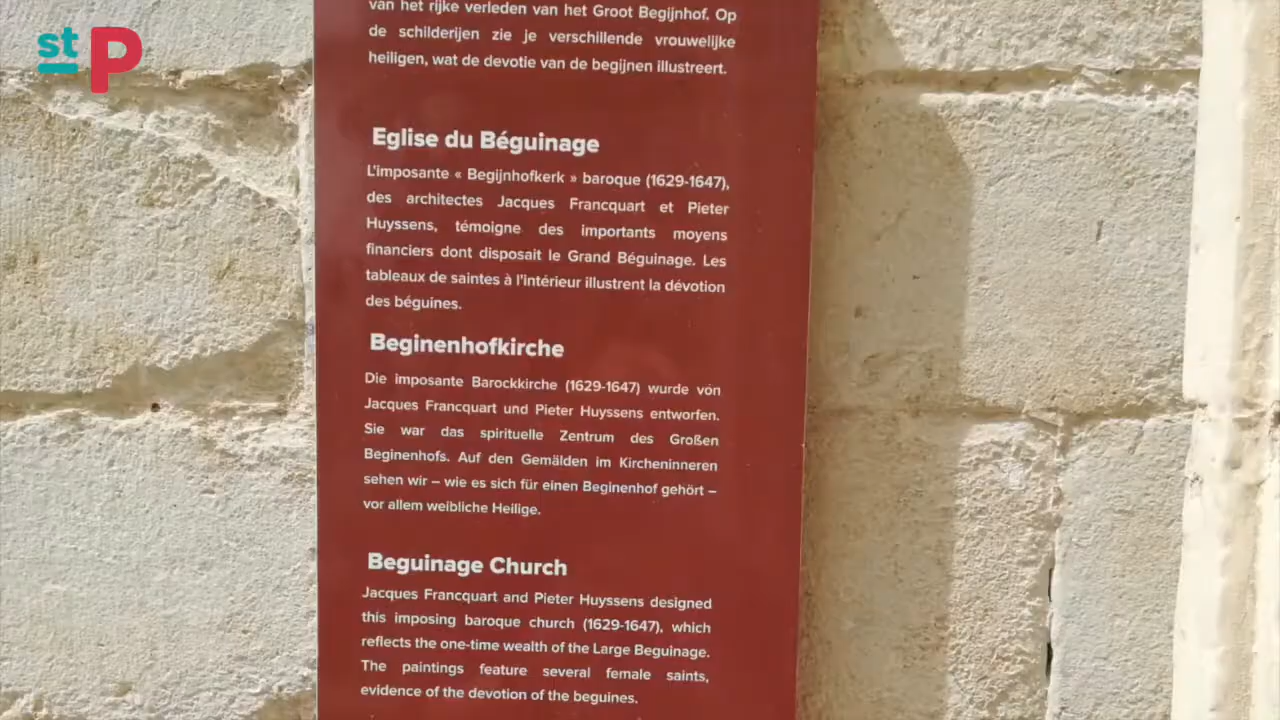 st P
van het rijke verleden van het Groot Begijnhof. Op
de schilderijen zie je verschillende vrouwelijke
heiligen, wat de devotie van de begijnen illustreert.
Eglise du Béguinage
L'imposante « Begijnhofkerk » baroque (1629-1647),
des architectes Jacques Francquart et Pieter
Huyssens, témoigne des importants moyens
financiers dont disposait le Grand Béguinage. Les
tableaux de saintes à l'intérieur illustrent la dévotion
des béguines.
Beginenhofkirche
Die imposante Barockkirche (1629-1647) wurde von
Jacques Francquart und Pieter Huyssens entworfen.
Sie war das spirituelle Zentrum des Großen
Beginenhofs. Auf den Gemälden im Kircheninneren
sehen wir – wie es sich für einen Beginenhof gehört –
vor allem weibliche Heilige.
Beguinage Church
Jacques Francquart and Pieter Huyssens designed
this imposing baroque church (1629-1647), which
reflects the one-time wealth of the Large Beguinage.
The paintings feature several female saints,
evidence of the devotion of the beguines.